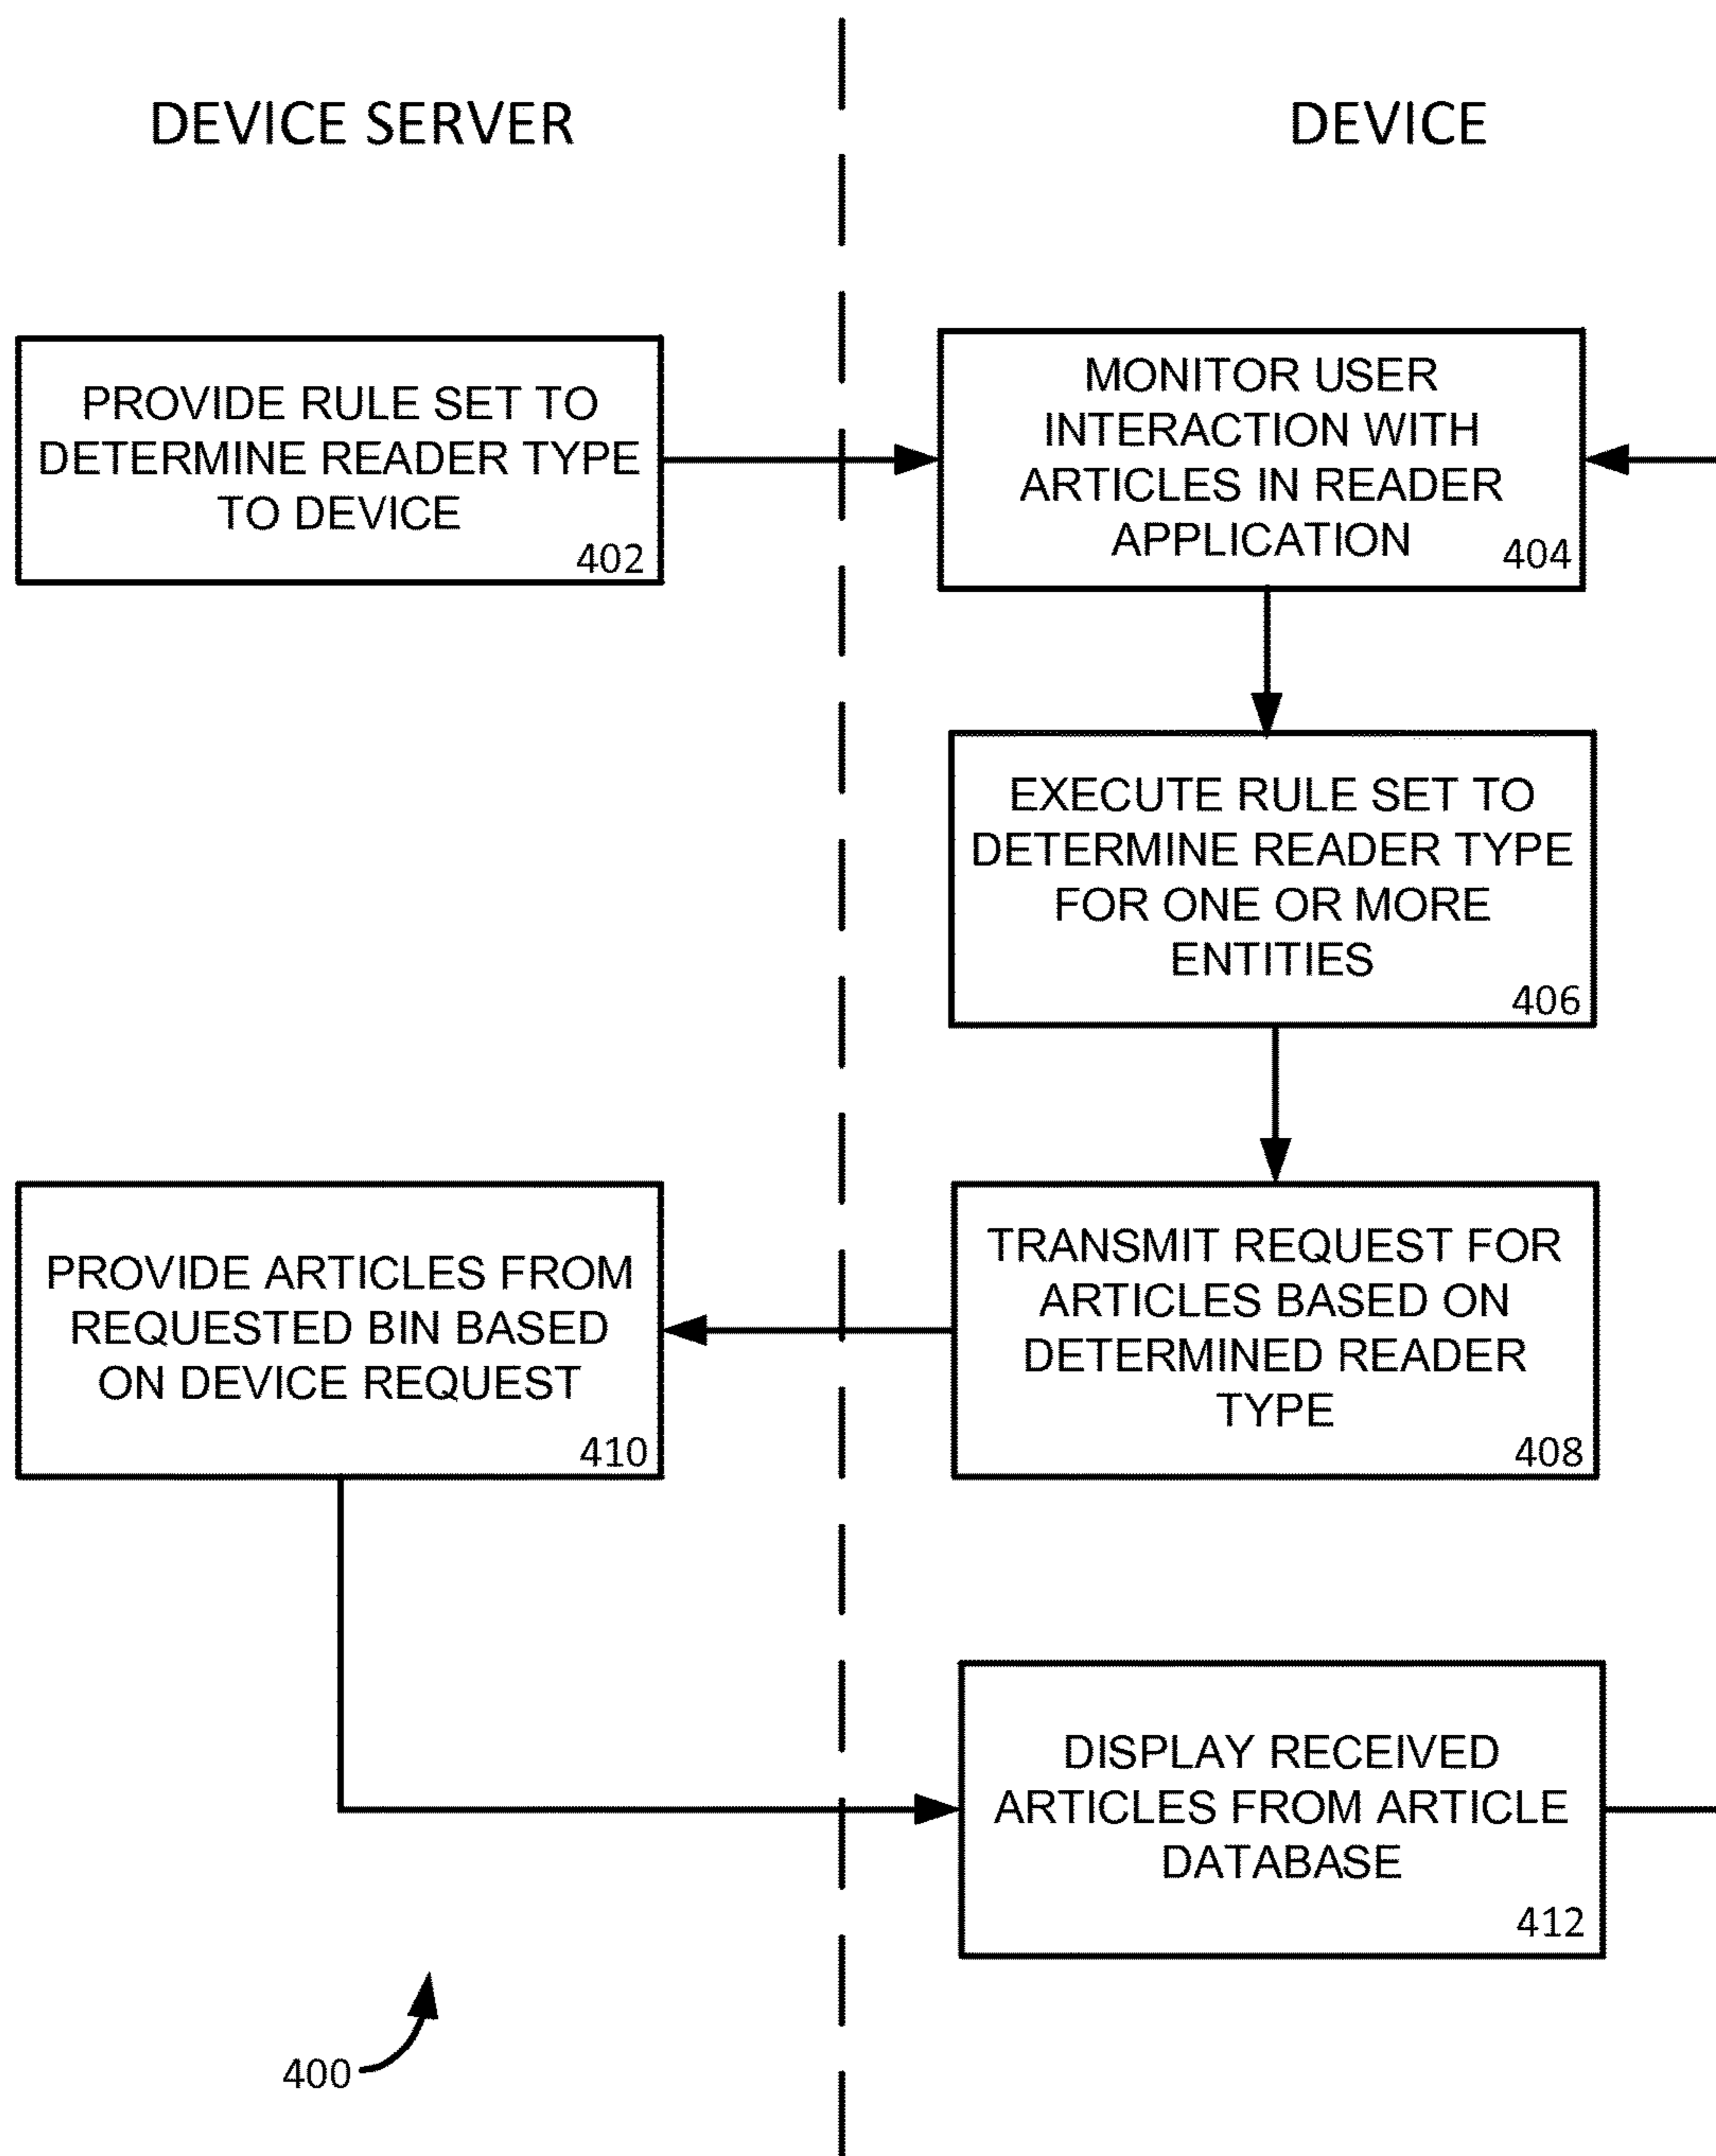 DEVICE SERVER
DEVICE
PROVIDE RULE SET TO
DETERMINE READER TYPE
TO DEVICE
402
MONITOR USER
INTERACTION WITH
ARTICLES IN READER
APPLICATION
404
EXECUTE RULE SET TO
DETERMINE READER TYPE
FOR ONE OR MORE
ENTITIES
406
TRANSMIT REQUEST FOR
ARTICLES BASED ON
DETERMINED READER
TYPE
408
PROVIDE ARTICLES FROM
REQUESTED BIN BASED
ON DEVICE REQUEST
410
DISPLAY RECEIVED
ARTICLES FROM ARTICLE
DATABASE
412
400